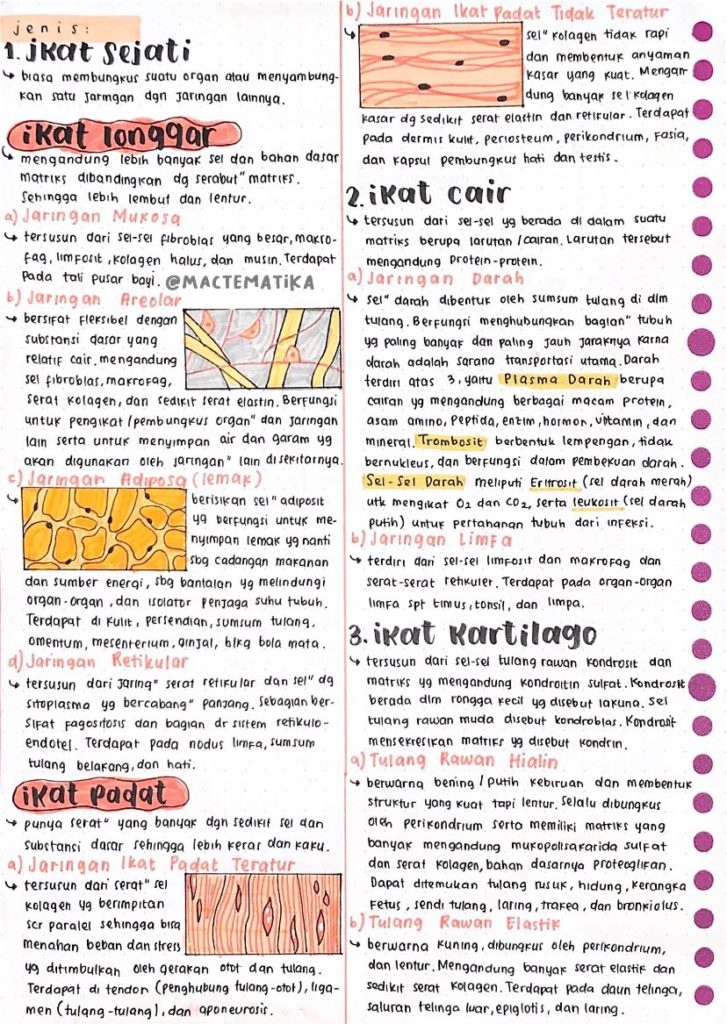 jenis:
1. ikat sejati
↳ biasa membungkus suatu organ atau menyambung-
kan satu jaringan dgn jaringan lainnya.
ikat longgar
↳ mengandung lebih banyak sel dan bahan dasar
matriks dibandingkan dg serabut" matriks.
Sehingga lebih lembut dan lentur.
a) Jaringan Mukosa
↳ tersusun dari sel-sel fibroblas yang besar, makro-
fag, limfosit, kolagen halus, dan musin. Terdapat
pada tali pusar bayi. @MACTEMATIKA
b) Jaringan Areolar
↳ bersifat fleksibel dengan
substansi dasar yang
relatif cair. mengandung
sel fibroblas, makrofag,
serat kolagen, dan sedikit serat elastin. Berfungsi
untuk pengikat/pembungkus organ" dan jaringan
lain serta untuk menyimpan air dan garam yg
akan digunakan oleh jaringan" lain disekitarnya.
c) Jaringan Adiposa (lemak)
berisikan sel" adiposit
yg berfungsi untuk me-
nyimpan lemak yg nanti
sbg cadangan makanan
dan sumber energi, sbg bantalan yg melindungi
organ-organ, dan isolator penjaga suhu tubuh.
Terdapat di kulit, persendian, sumsum tulang,
omentum, mesenterium, ginjal, blkg bola mata.
d) Jaringan Retikular
↳ tersusun dari jaring" serat retikular dan sel" dg
sitoplasma yg bercabang" panjang. Sebagian ber-
sifat fagositosis dan bagian dr sistem retikulo-
endotel. Terdapat pada nodus limfa, sumsum
tulang belakang, dan hati.
ikat padat
↳ punya serat" yang banyak dgn sedikit sel dan
substansi dasar sehingga lebih keras dan kaku.
a) Jaringan Ikat Padat Teratur
↳ tersusun dari serat" sel
kolagen yg berimpitan
scr paralel sehingga bisa
menahan beban dan stress
yg ditimbulkan oleh gerakan otot dan tulang.
Terdapat di tendon (penghubung tulang-otot), liga-
men (tulang-tulang), dan aponeurosis.
b) Jaringan Ikat Padat Tidak Teratur
sel" kolagen tidak rapi
dan membentuk anyaman
kasar yang kuat. Mengan-
dung banyak sel kolagen
kasar dg sedikit serat elastin dan retikular. Terdapat
pada dermis kulit, periosteum, perikondrium, fasia,
dan kapsul pembungkus hati dan testis.
2. ikat cair
↳ tersusun dari sel-sel yg berada di dalam suatu
matriks berupa larutan/cairan. Larutan tersebut
mengandung protein-protein.
a) Jaringan Darah
↳ sel" darah dibentuk oleh sumsum tulang di dlm
tulang. Berfungsi menghubungkan bagian" tubuh
yg paling banyak dan paling jauh jaraknya karna
darah adalah sarana transportasi utama. Darah
terdiri atas 3, yaitu Plasma Darah berupa
cairan yg mengandung berbagai macam protein,
asam amino, peptida, enzim, hormon, vitamin, dan
mineral. Trombosit berbentuk lempengan, tidak
bernukleus, dan berfungsi dalam pembekuan darah.
Sel-Sel Darah meliputi Eritrosit (sel darah merah)
utk mengikat O2 dan CO2, serta leukosit (sel darah
putih) untuk pertahanan tubuh dari infeksi.
b) Jaringan Limfa
↳ terdiri dari sel-sel limfosit dan makrofag dan
serat-serat retikuler. Terdapat pada organ-organ
limfa spt timus, tonsil, dan limpa.
3. ikat kartilago
↳ tersusun dari sel-sel tulang rawan kondrosit dan
matriks yg mengandung kondroitin sulfat. Kondrosit
berada dlm rongga kecil yg disebut lakuna. Sel
tulang rawan muda disebut kondroblas. Kondrosit
mensekresikan matriks yg disebut kondrin.
a) Tulang Rawan Hialin
↳ berwarna bening/putih kebiruan dan membentuk
struktur yang kuat tapi lentur. Selalu dibungkus
oleh perikondrium serta memiliki matriks yang
banyak mengandung mukopolisakarida sulfat
dan serat kolagen, bahan dasarnya proteoglikan.
Dapat ditemukan tulang rusuk, hidung, kerangka
fetus, sendi tulang, laring, trakea, dan bronkiolus.
b) Tulang Rawan Elastik
↳ berwarna kuning, dibungkus oleh perikondrium,
dan lentur. Mengandung banyak serat elastik dan
sedikit serat kolagen. Terdapat pada daun telinga,
saluran telinga luar, epiglotis, dan laring.